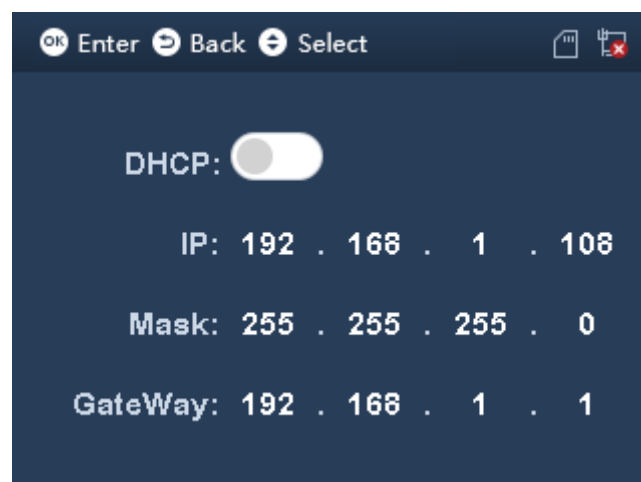 OK Enter Back Select
DHCP:
IP: 192 . 168 . 1 . 108
Mask: 255 . 255 . 255 . 0
GateWay: 192 . 168 . 1 . 1